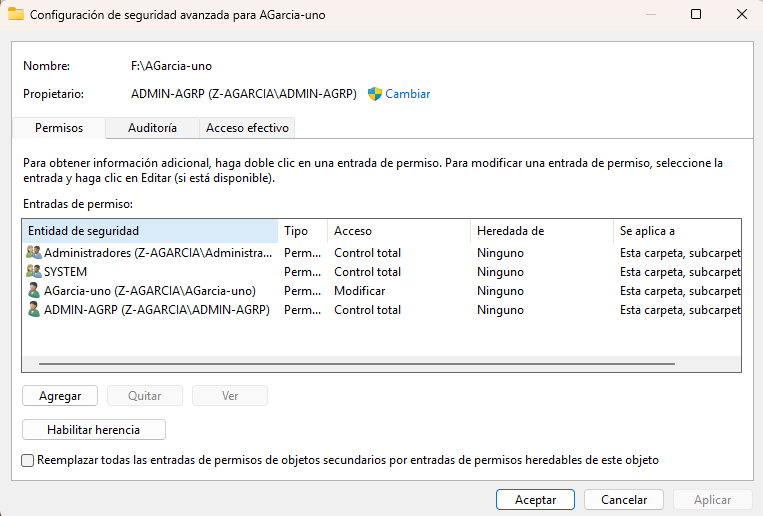 Configuración de seguridad avanzada para AGarcia-uno
Nombre: F:\AGarcia-uno
Propietario: ADMIN-AGRP (Z-AGARCIA\ADMIN-AGRP) Cambiar
Permisos Auditoría Acceso efectivo
Para obtener información adicional, haga doble clic en una entrada de permiso. Para modificar una entrada de permiso, seleccione la
entrada y haga clic en Editar (si está disponible).
Entradas de permiso:
Entidad de seguridad Tipo Acceso Heredada de Se aplica a
Administradores (Z-AGARCIA\Administra... Perm... Control total Ninguno Esta carpeta, subcarpet
SYSTEM Perm... Control total Ninguno Esta carpeta, subcarpet
AGarcia-uno (Z-AGARCIA\AGarcia-uno) Perm... Modificar Ninguno Esta carpeta, subcarpet
ADMIN-AGRP (Z-AGARCIA\ADMIN-AGRP) Perm... Control total Ninguno Esta carpeta, subcarpet
Agregar Quitar Ver
Habilitar herencia
Reemplazar todas las entradas de permisos de objetos secundarios por entradas de permisos heredables de este objeto
Aceptar Cancelar Aplicar